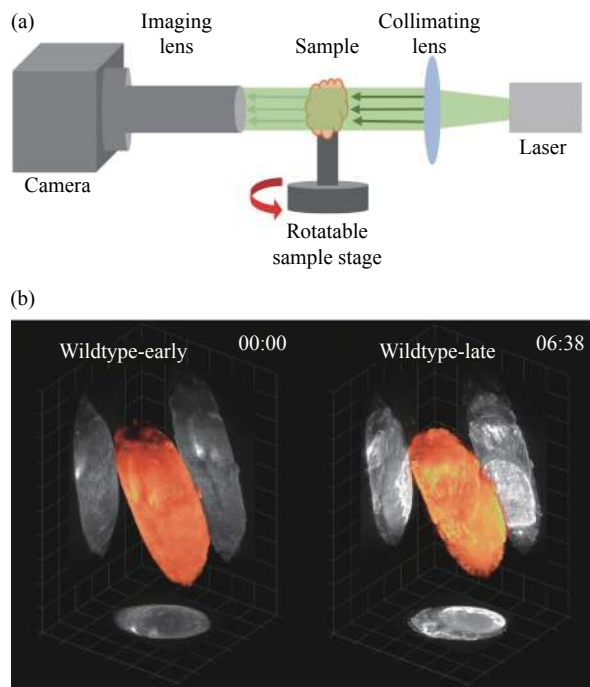 (a)
Imaging
lens
Sample
Collimating
lens
Camera
Laser
Rotatable
sample stage
(b)
Wildtype-early
00:00
Wildtype-late
06:38